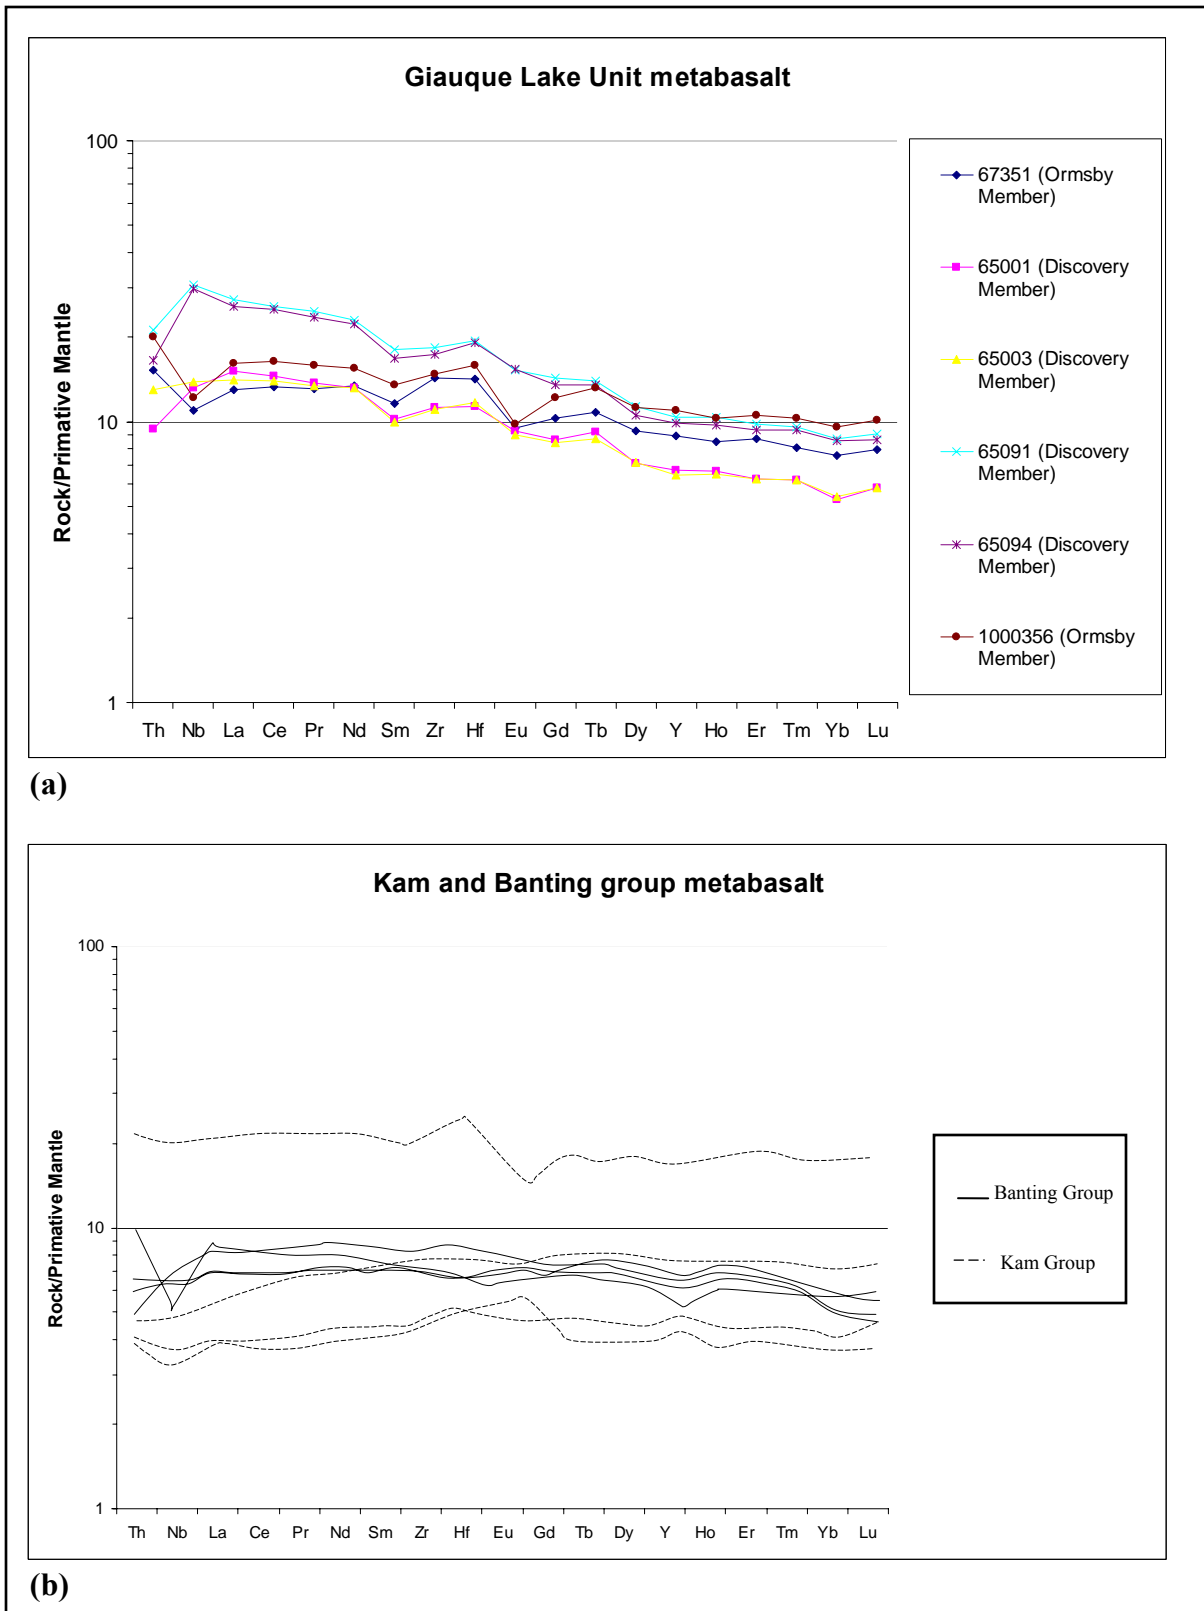 Giauque Lake Unit metabasalt
Rock/Primative Mantle
100
10
1
Th Nb La Ce Pr Nd Sm Zr Hf Eu Gd Tb Dy Y Ho Er Tm Yb Lu
67351 (Ormsby
Member)
65001 (Discovery
Member)
65003 (Discovery
Member)
65091 (Discovery
Member)
65094 (Discovery
Member)
1000356 (Ormsby
Member)
(a)
Kam and Banting group metabasalt
Rock/Primative Mantle
100
10
1
Th Nb La Ce Pr Nd Sm Zr Hf Eu Gd Tb Dy Y Ho Er Tm Yb Lu
Banting Group
Kam Group
(b)